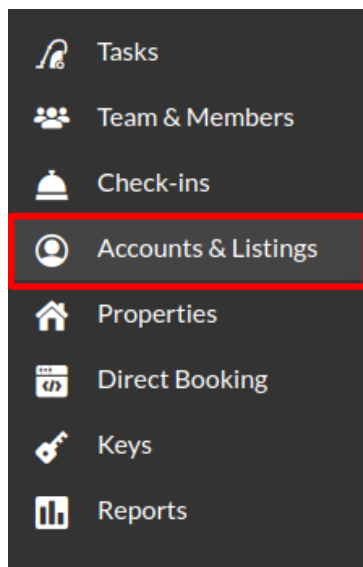 Tasks
Team & Members
Check-ins
Accounts & Listings
Properties
Direct Booking
Keys
Reports